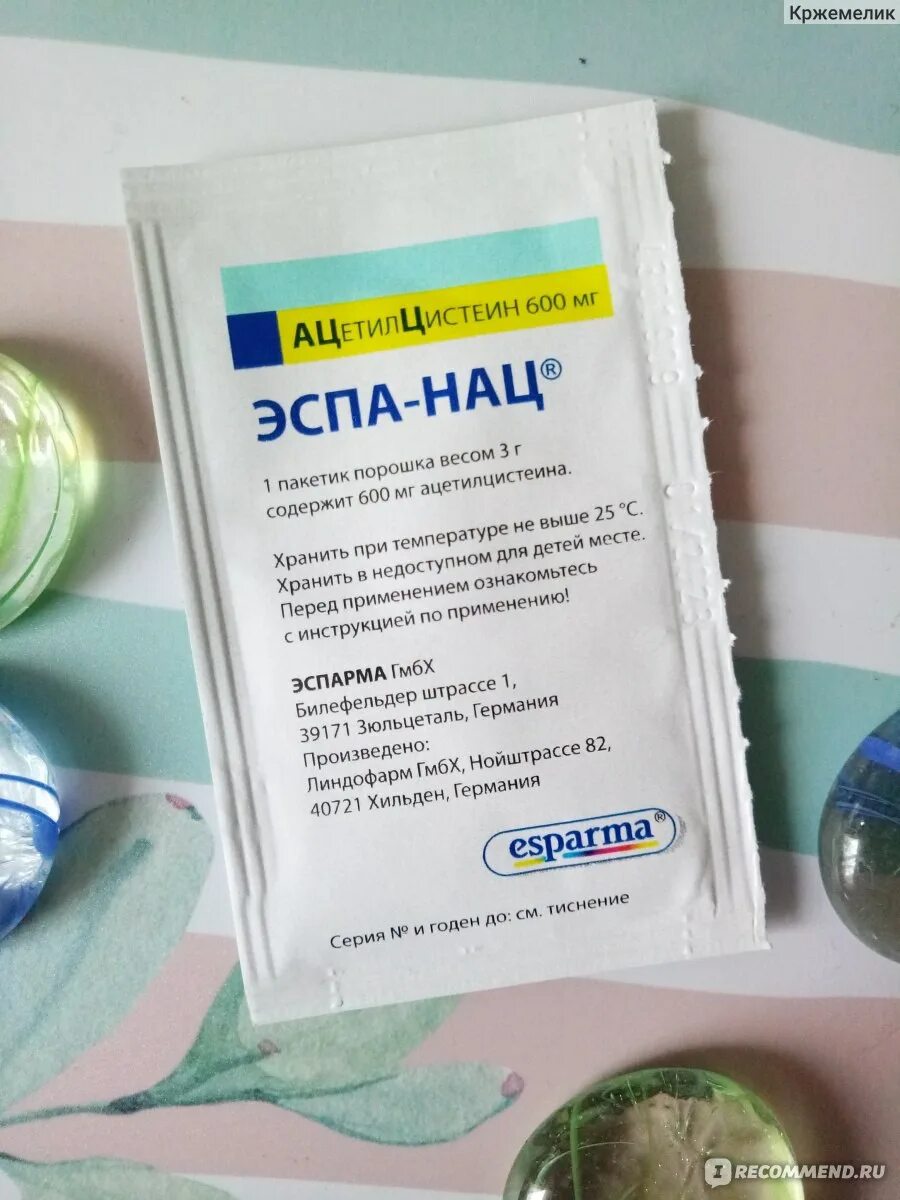 Кржемелик
АЦЕТИЛЦИСТЕИН 600 МГ
ЭСПА-НАЦ®
1 пакетик порошка весом 3 г
содержит 600 мг ацетилцистеина.
Хранить при температуре не выше 25 °C.
Хранить в недоступном для детей месте.
Перед применением ознакомьтесь
с инструкцией по применению!
ЭСПАРМА ГмбХ
Билефельдер штрассе 1,
39171 Зюльцеталь, Германия
Произведено:
Линдофарм ГмбХ, Нойштрассе 82,
40721 Хильден, Германия
esparma®
Серия № и годен до: см. тиснение
IRECOMMEND.RU